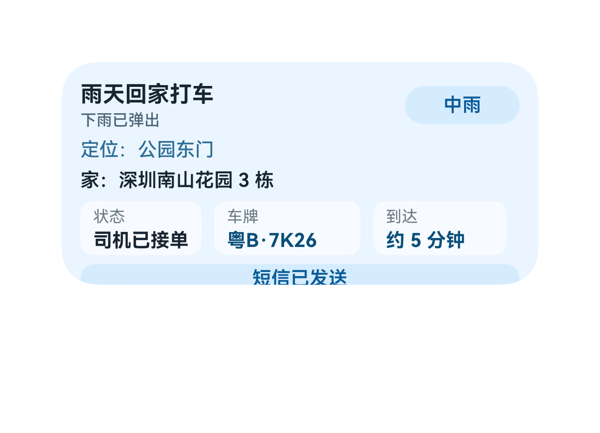 雨天回家打车
中雨
下雨已弹出
定位：公园东门
家：深圳南山花园 3 栋
状态 车牌 到达
司机已接单 粤B·7K26 约 5 分钟
短信已发送